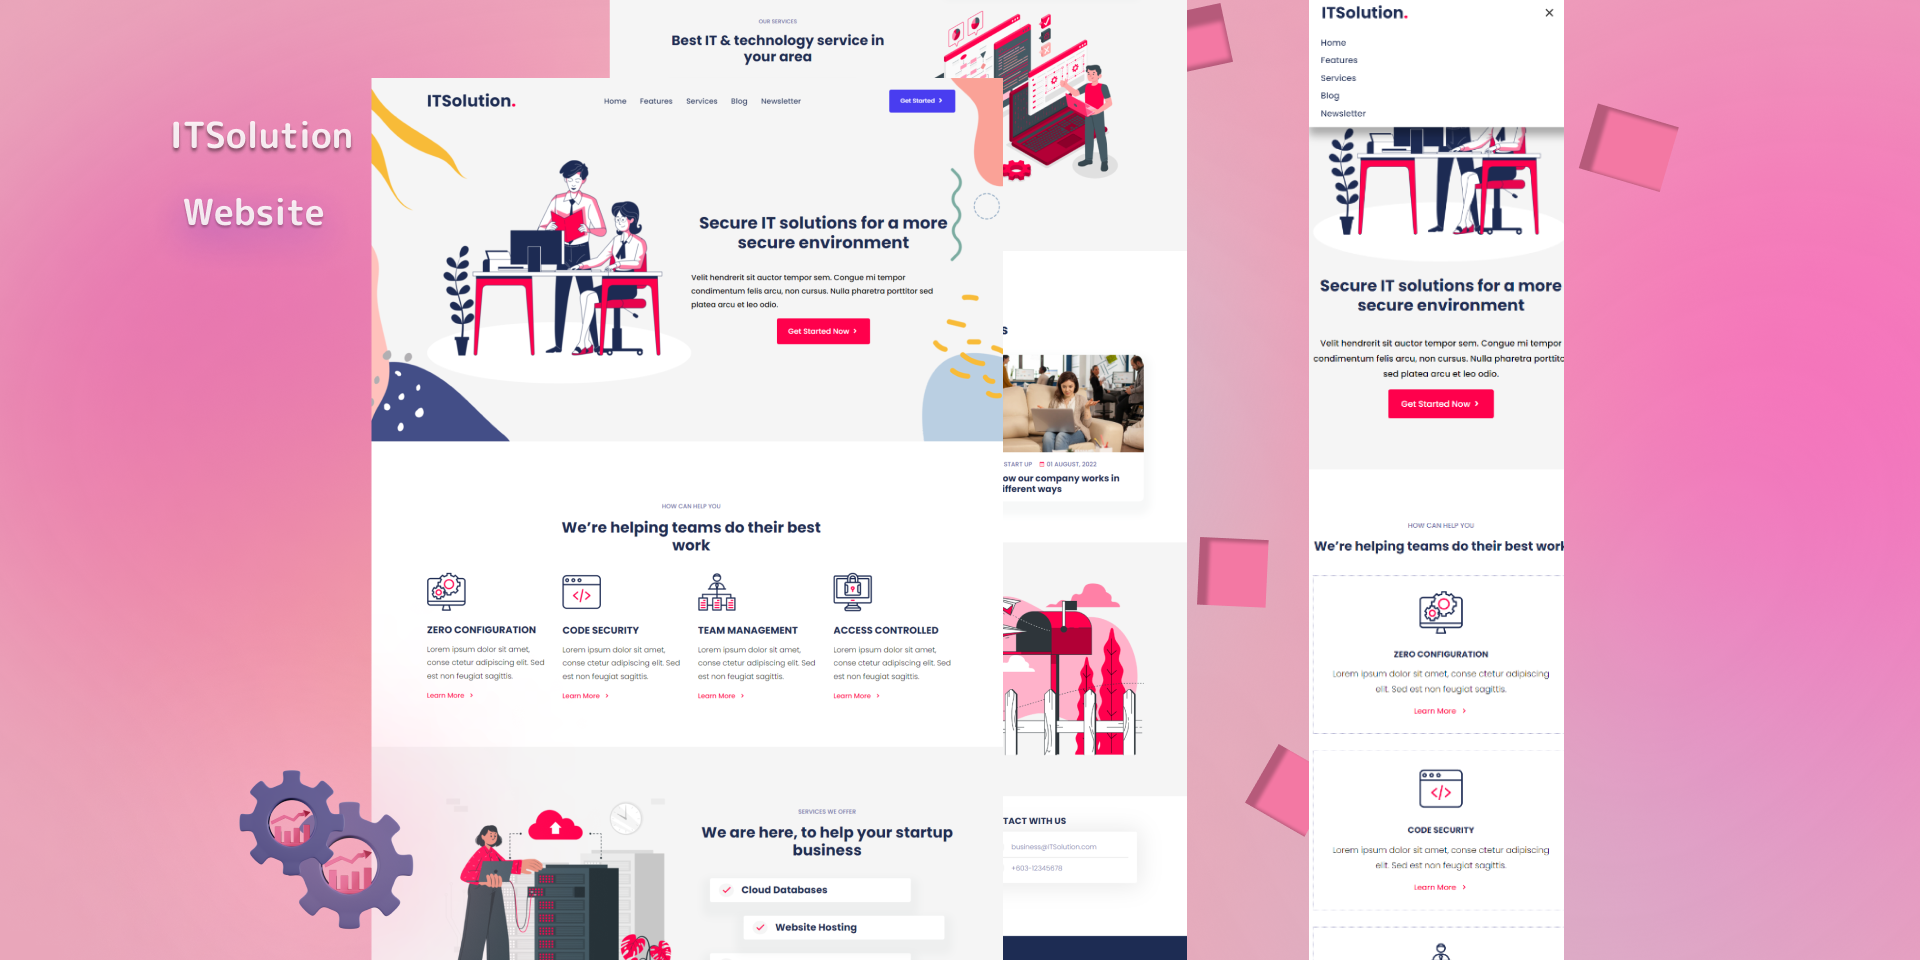 ITSolution
Website
OUR SERVICES
Best IT & technology service in
your area
ITSolution.
Home
Features
Services
Blog
Newsletter
Get Started
Secure IT solutions for a more
secure environment
Velit hendrerit sit auctor tempor sem. Congue mi tempor
condimentum felis arcu, non cursus. Nulla pharetra porttitor sed
platea arcu et leo odio.
Get Started Now
HOW CAN HELP YOU
We're helping teams do their best
work
ZERO CONFIGURATION
Lorem ipsum dolor sit amet,
conse ctetur adipiscing elit. Sed
est non feugiat sagittis.
Learn More
CODE SECURITY
Lorem ipsum dolor sit amet,
conse ctetur adipiscing elit. Sed
est non feugiat sagittis.
Learn More
TEAM MANAGEMENT
Lorem ipsum dolor sit amet,
conse ctetur adipiscing elit. Sed
est non feugiat sagittis.
Learn More
ACCESS CONTROLLED
Lorem ipsum dolor sit amet,
conse ctetur adipiscing elit. Sed
est non feugiat sagittis.
Learn More
SERVICES WE OFFER
We are here, to help your startup
business
Cloud Databases
Website Hosting
S
START UP 01 AUGUST, 2022
ow our company works in
ifferent ways
TACT WITH US
business@ITSolution.com
+603-12345678
ITSolution.
Home
Features
Services
Blog
Newsletter
Secure IT solutions for a more
secure environment
Velit hendrerit sit auctor tempor sem. Congue mi tempor
condimentum felis arcu, non cursus. Nulla pharetra porttito
sed platea arcu et leo odio.
Get Started Now
HOW CAN HELP YOU
We're helping teams do their best work
ZERO CONFIGURATION
Lorem ipsum dolor sit amet, conse ctetur adipiscing
elit. Sed est non feugiat sagittis.
Learn More
CODE SECURITY
Lorem ipsum dolor sit amet, conse ctetur adipiscing
elit. Sed est non feugiat sagittis.
Learn More